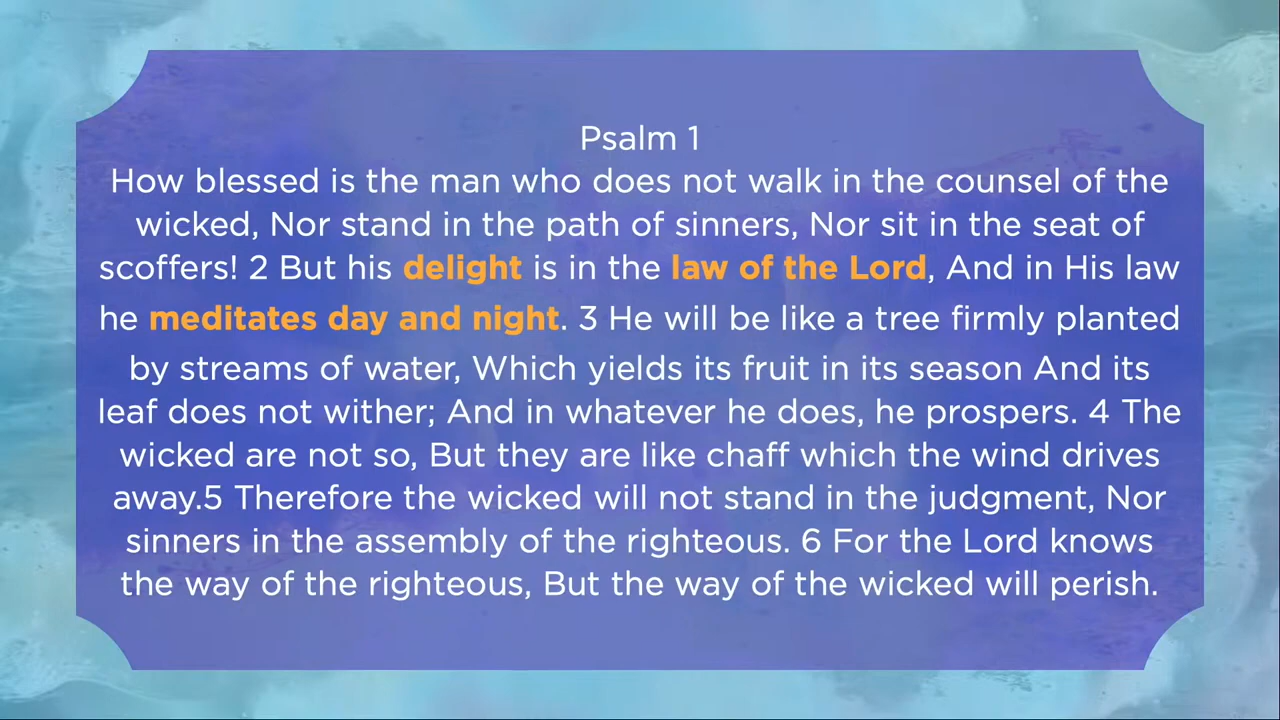 Psalm 1
How blessed is the man who does not walk in the counsel of the
wicked, Nor stand in the path of sinners, Nor sit in the seat of
scoffers! 2 But his delight is in the law of the Lord, And in His law
he meditates day and night. 3 He will be like a tree firmly planted
by streams of water, Which yields its fruit in its season And its
leaf does not wither; And in whatever he does, he prospers. 4 The
wicked are not so, But they are like chaff which the wind drives
away.5 Therefore the wicked will not stand in the judgment, Nor
sinners in the assembly of the righteous. 6 For the Lord knows
the way of the righteous, But the way of the wicked will perish.